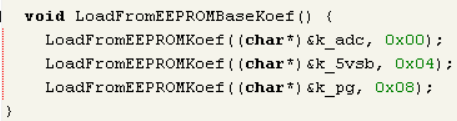 void LoadFromEEPROMBaseKoef() {
LoadFromEEPROMKoef((char*)&k_adc, 0x00);
LoadFromEEPROMKoef((char*)&k_5vsb, 0x04);
LoadFromEEPROMKoef((char*)&k_pg, 0x08);
}